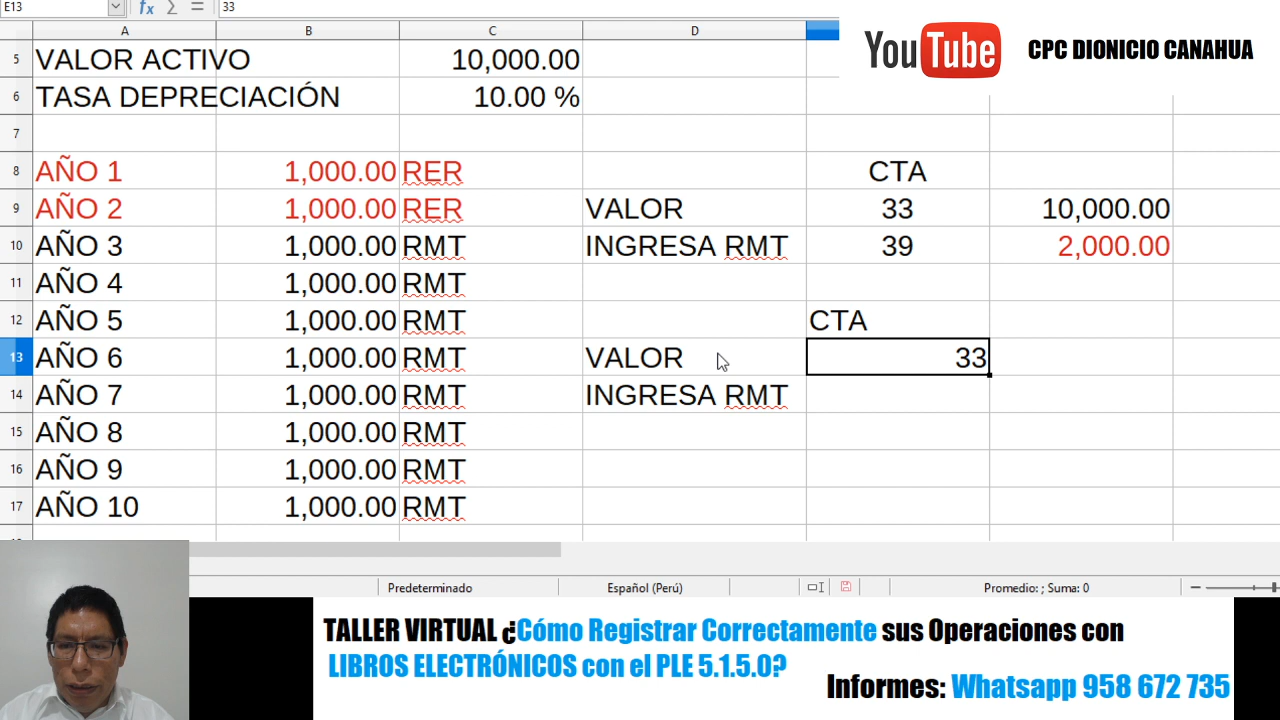 E13
33
YouTube
CPC DIONICIO CANAHUA
A B C D
5 VALOR ACTIVO 10,000.00
6 TASA DEPRECIACIÓN 10.00 %
7
8 AÑO 1 1,000.00 RER CTA
9 AÑO 2 1,000.00 RER VALOR 33 10,000.00
10 AÑO 3 1,000.00 RMT INGRESA RMT 39 2,000.00
11 AÑO 4 1,000.00 RMT
12 AÑO 5 1,000.00 RMT CTA
13 AÑO 6 1,000.00 RMT VALOR 33
14 AÑO 7 1,000.00 RMT INGRESA RMT
15 AÑO 8 1,000.00 RMT
16 AÑO 9 1,000.00 RMT
17 AÑO 10 1,000.00 RMT
Predeterminado Español (Perú) Promedio: ; Suma: 0
TALLER VIRTUAL ¿Cómo Registrar Correctamente sus Operaciones con
LIBROS ELECTRÓNICOS con el PLE 5.1.5.0?
Informes: Whatsapp 958 672 735